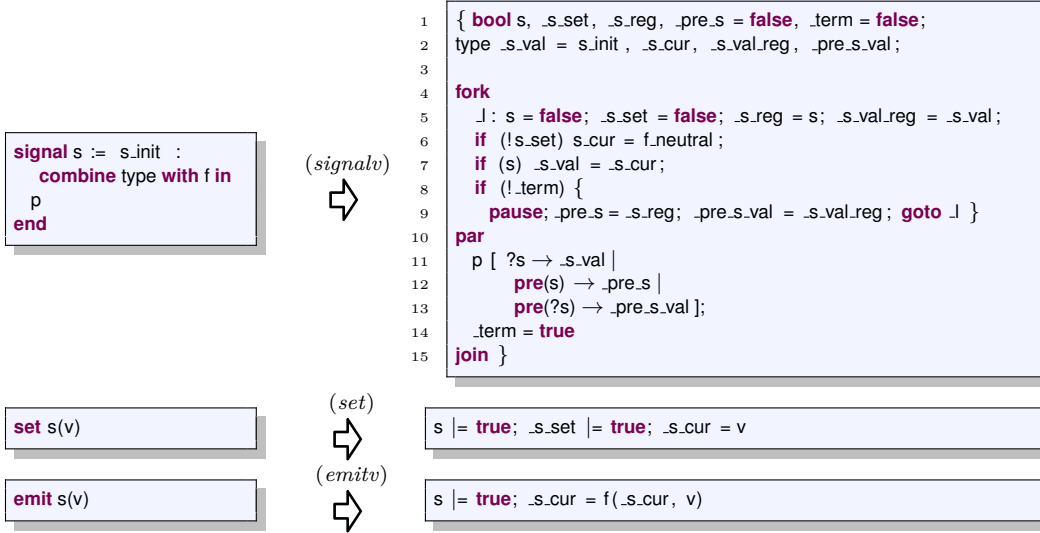 signal s := s_init :
combine type with f in
p
end
(signalv)
1 { bool s, _s_set, _s_reg, _pre_s = false, _term = false;
2 type _s_val = s_init, _s_cur, _s_val_reg, _pre_s_val;
3
4 fork
5 _l: s = false; _s_set = false; _s_reg = s; _s_val_reg = _s_val;
6 if (!s_set) s_cur = f_neutral;
7 if (s) _s_val = _s_cur;
8 if (!_term) {
9 pause; _pre_s = _s_reg; _pre_s_val = _s_val_reg; goto _l }
10 par
11 p [ ?s → _s_val |
12 pre(s) → _pre_s |
13 pre(?s) → _pre_s_val ];
14 _term = true
15 join }
set s(v)
(set)
s |= true; _s_set |= true; _s_cur = v
emit s(v)
(emitv)
s |= true; _s_cur = f(_s_cur, v)